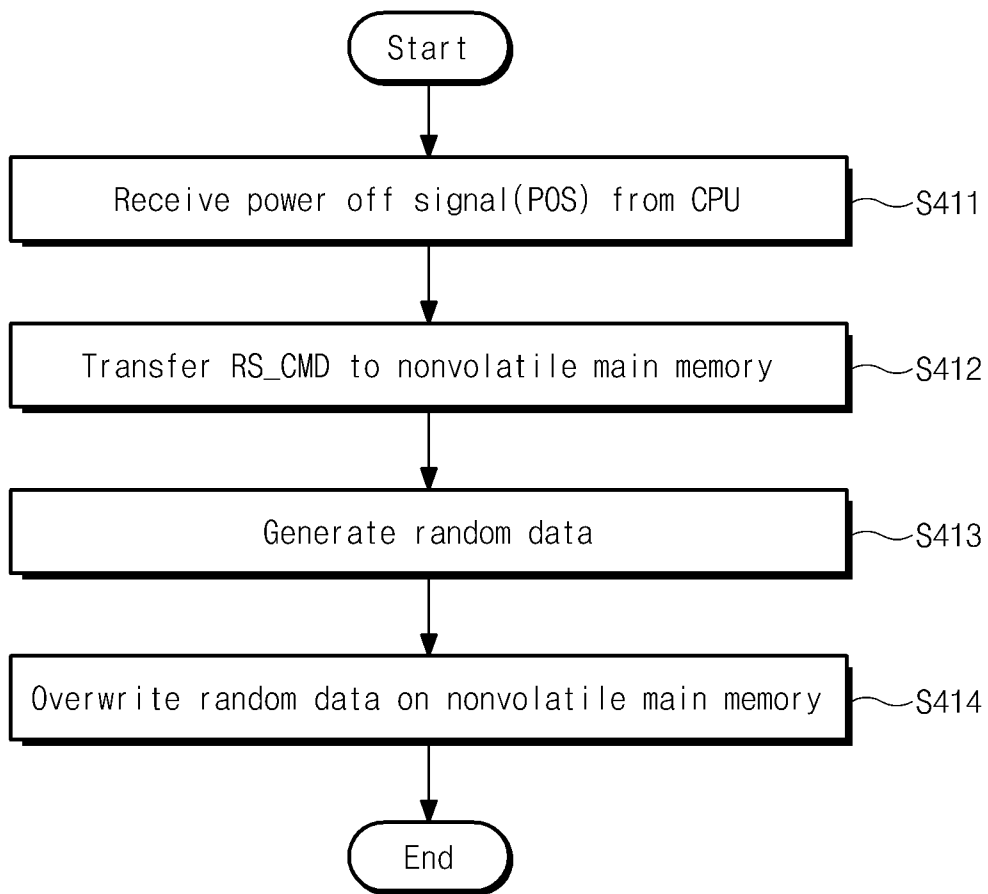 Start
Receive power off signal(POS) from CPU
S411
Transfer RS_CMD to nonvolatile main memory
S412
Generate random data
S413
Overwrite random data on nonvolatile main memory
S414
End